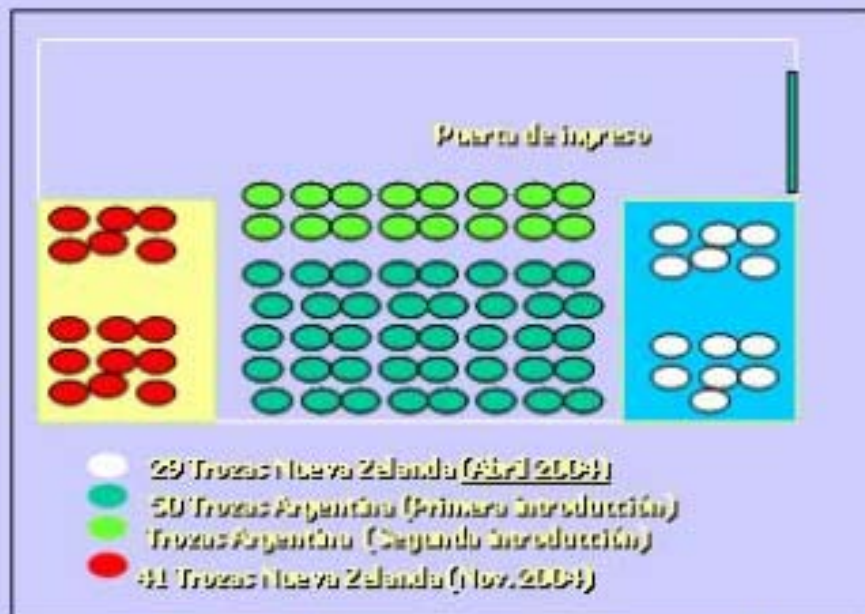 Puerta de ingreso
29 Trozas Nueva Zelanda (Abril 2004)
50 Trozas Argentina (Primera introducción)
Trozas Argentina (Segunda introducción)
41 Trozas Nueva Zelanda (Nov. 2004)